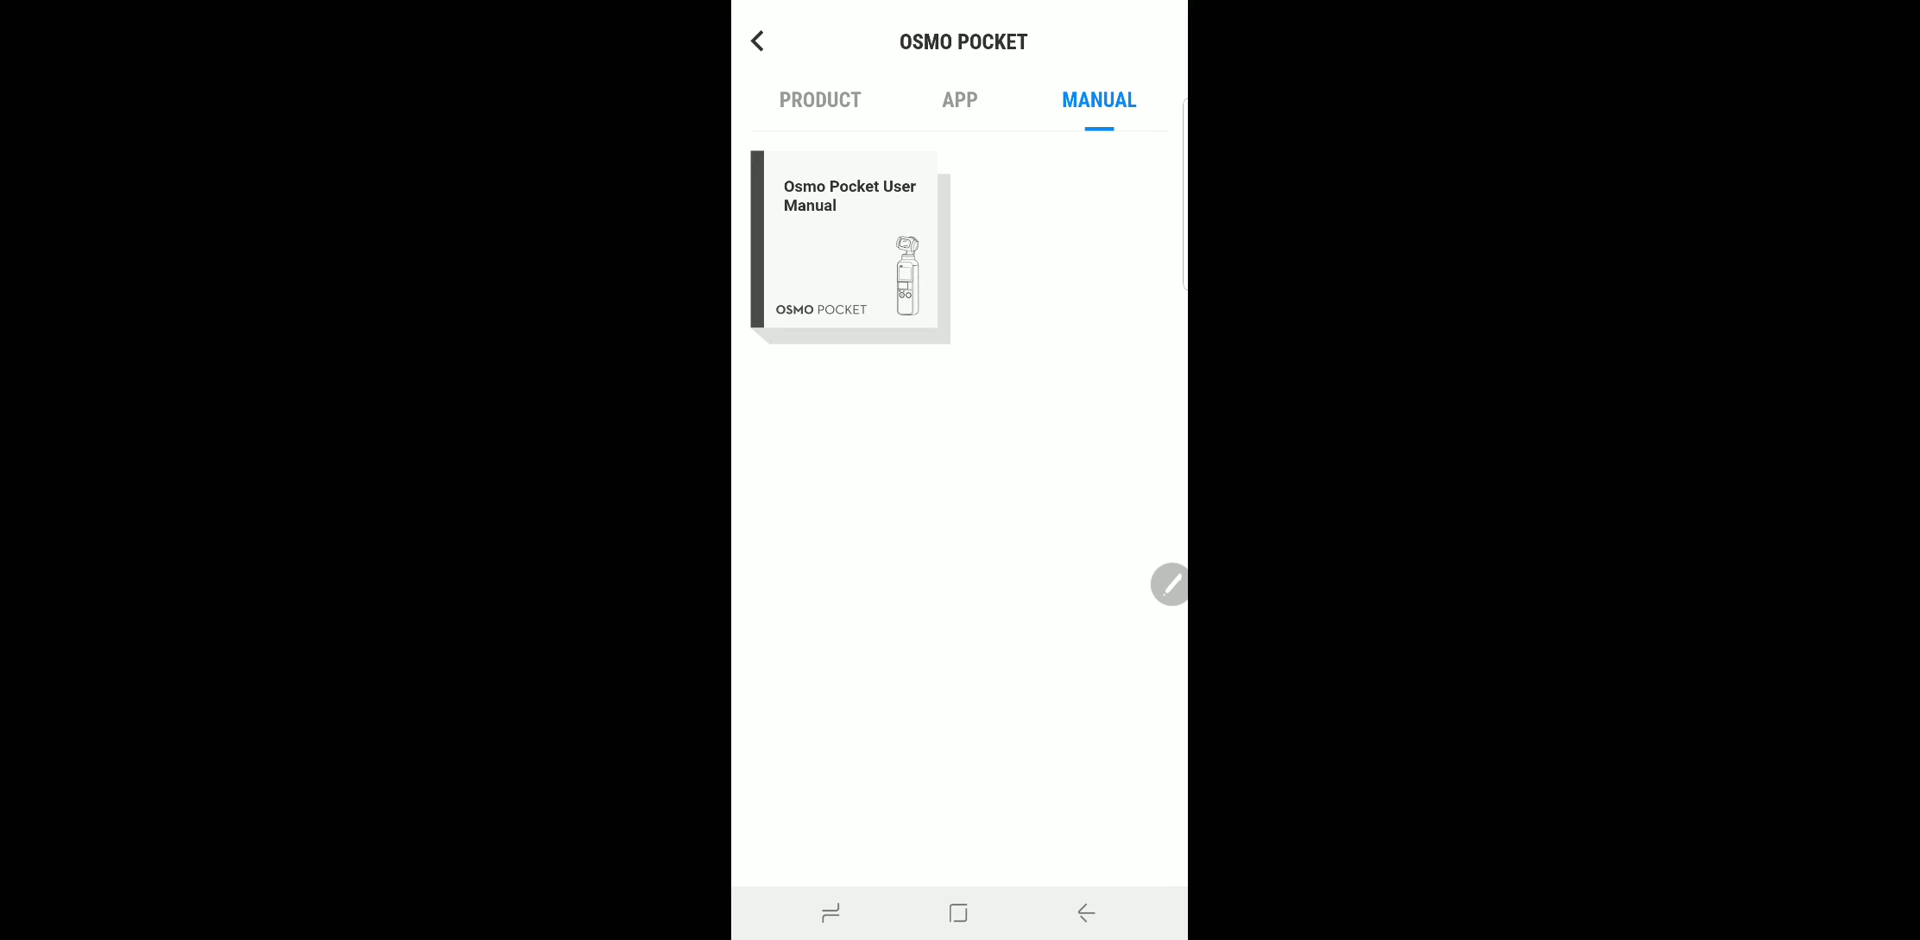 OSMO POCKET
PRODUCT APP MANUAL
Osmo Pocket User
Manual
OSMO POCKET